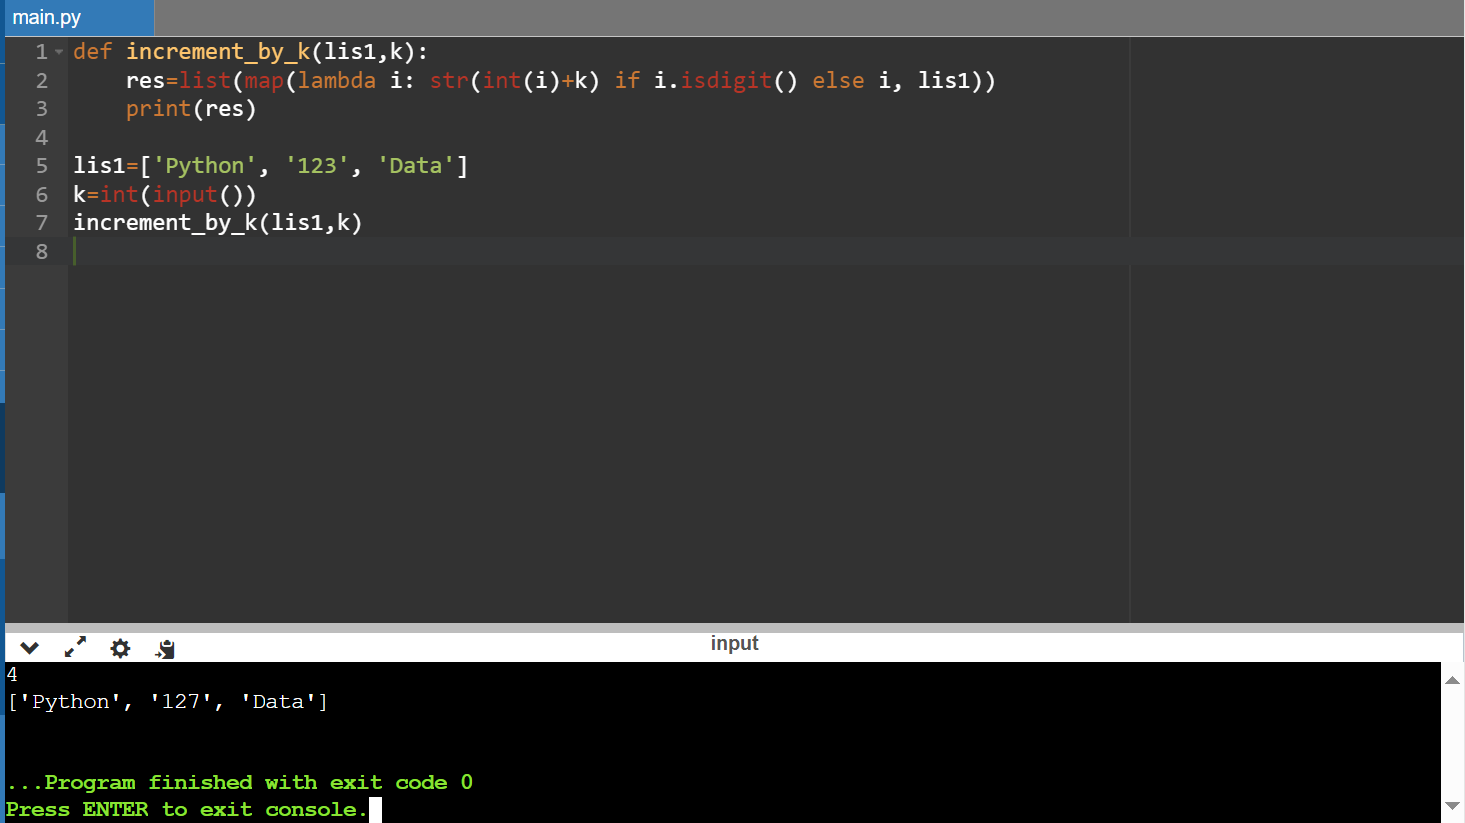 main.py
1 def increment_by_k(lis1,k):
2     res=list(map(lambda i: str(int(i)+k) if i.isdigit() else i, lis1))
3     print(res)
4
5 lis1=['Python', '123', 'Data']
6 k=int(input())
7 increment_by_k(lis1,k)
8
input
4
['Python', '127', 'Data']
...Program finished with exit code 0
Press ENTER to exit console.